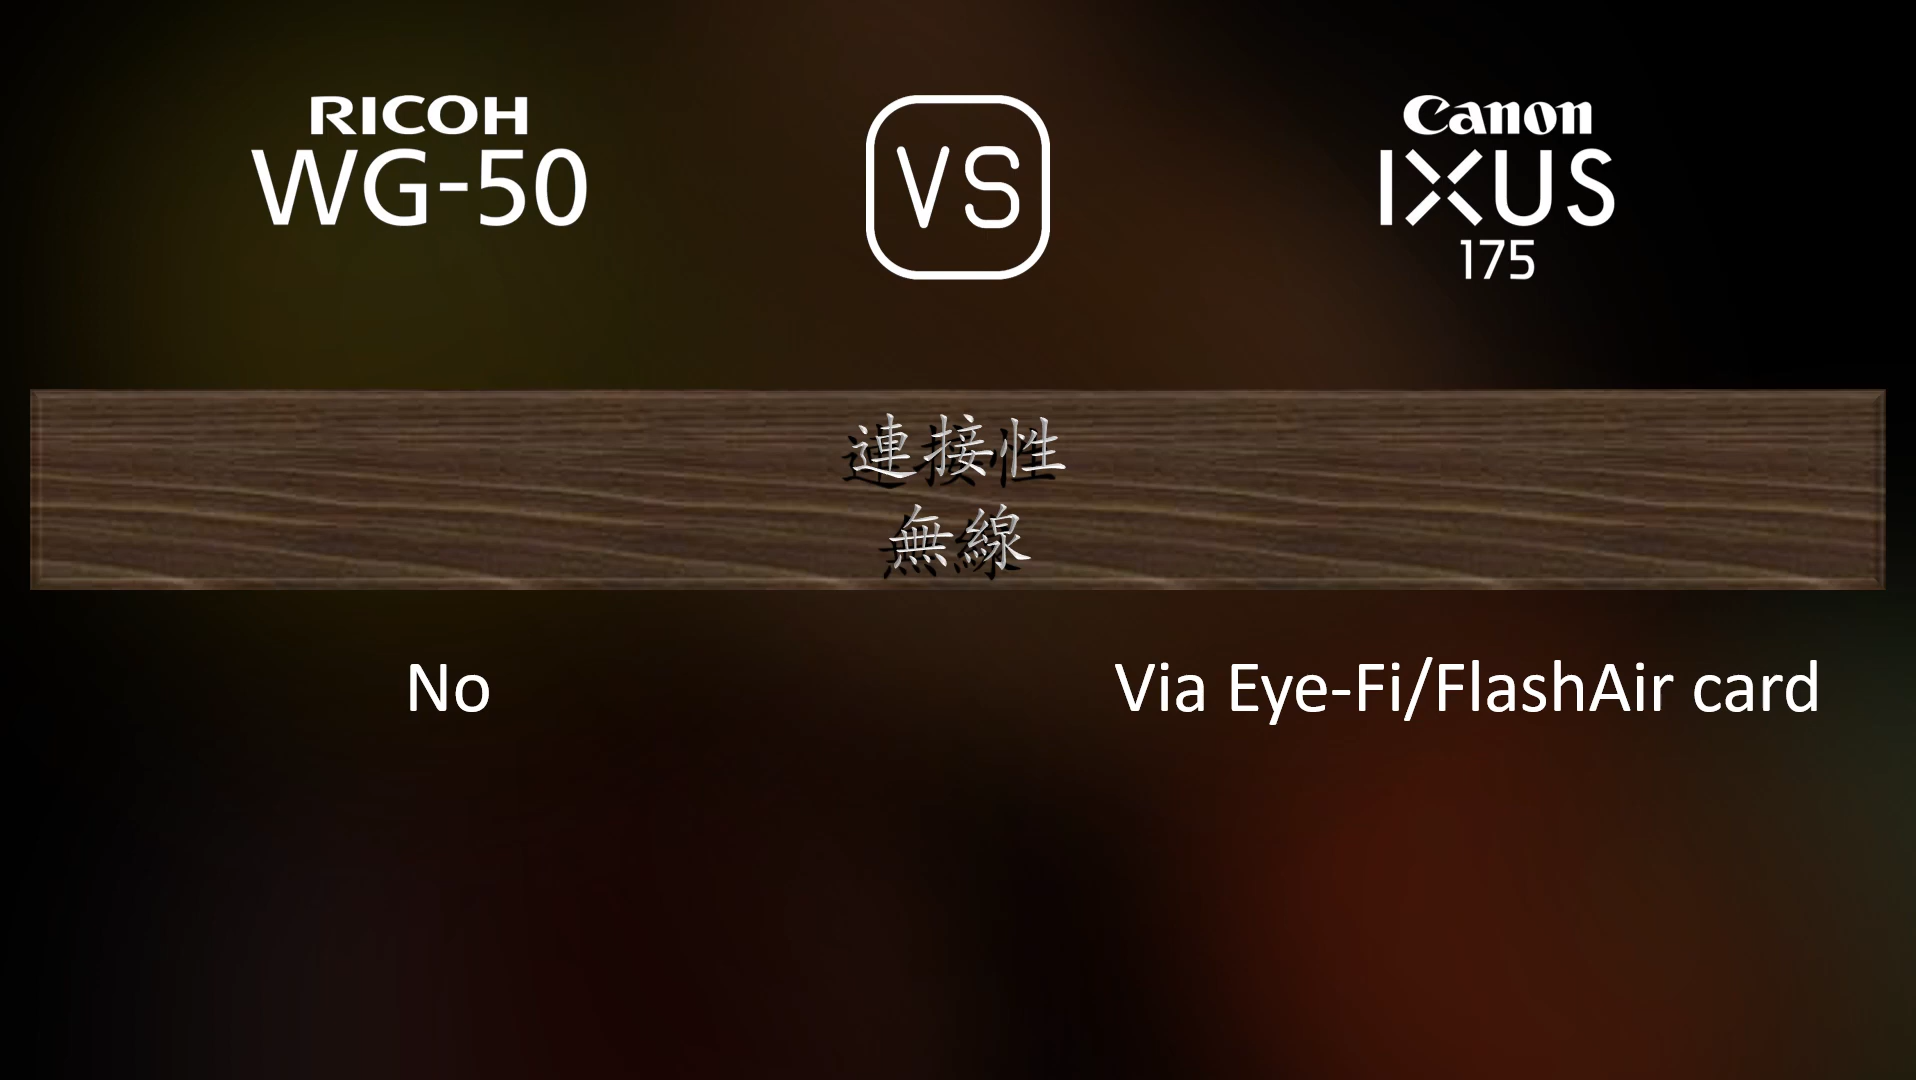 RICOH
WG-50
VS
Canon
IXUS
175
連接性
無線
No
Via Eye-Fi/FlashAir card